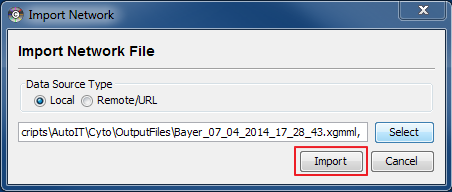 Import Network
Import Network File
Data Source Type
Local Remote/URL
cripts\AutoIT\Cyto\OutputFiles\Bayer_07_04_2014_17_28_43.xgmml, Select
Import Cancel